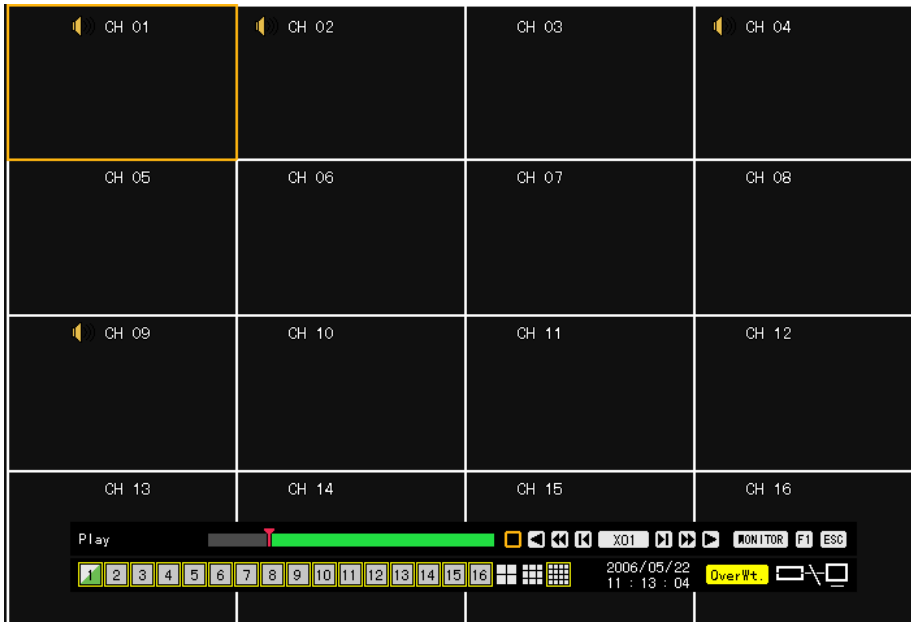 CH 01 CH 02 CH 03 CH 04
CH 05 CH 06 CH 07 CH 08
CH 09 CH 10 CH 11 CH 12
CH 13 CH 14 CH 15 CH 16
Play X01 MONITOR F1 ESC
1 2 3 4 5 6 7 8 9 10 11 12 13 14 15 16 2006/05/22 OverWt.
11 : 13 : 04